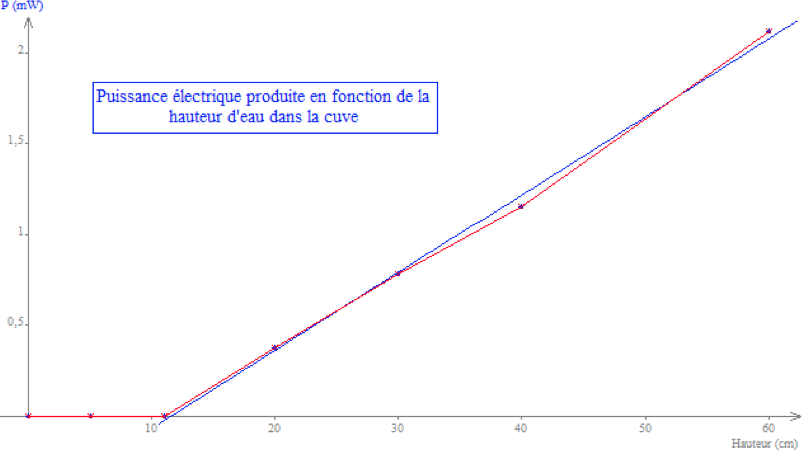 P (mW)
2.
Puissance électrique produite en fonction de la
hauteur d'eau dans la cuve
1,5
1.
0,5
10 20 30 40 50 60
Hauteur (cm)